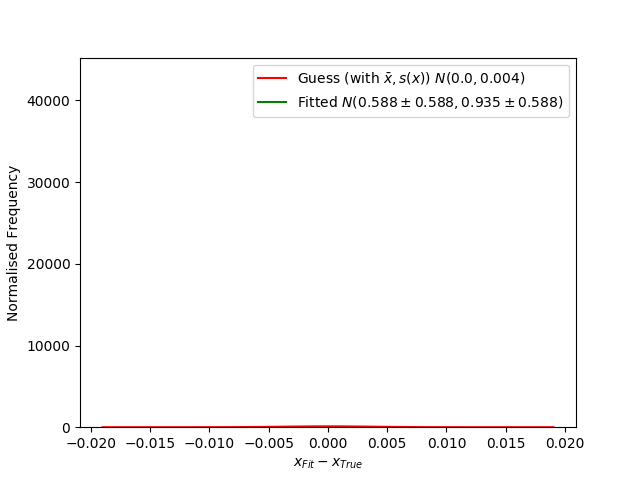 Guess (with x̄, s(x)) N(0.0, 0.004)
Fitted N(0.588 ± 0.588, 0.935 ± 0.588)
Normalised Frequency
40000
30000
20000
10000
0
−0.020 −0.015 −0.010 −0.005 0.000 0.005 0.010 0.015 0.020
x_Fit − x_True